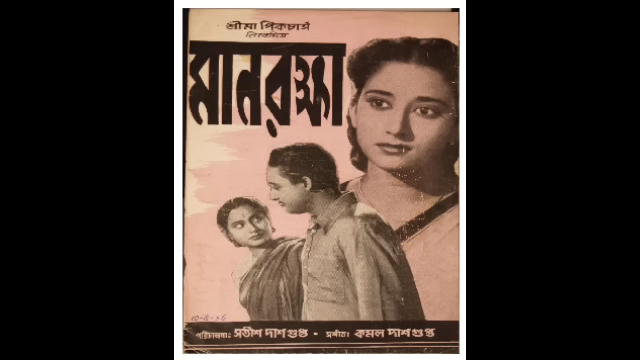 শ্রীমা পিকচার্স
লিমিটেডের
মানরক্ষা
পরিচালনা: সতীশ দাশগুপ্ত - সঙ্গীত: কমল দাশগুপ্ত